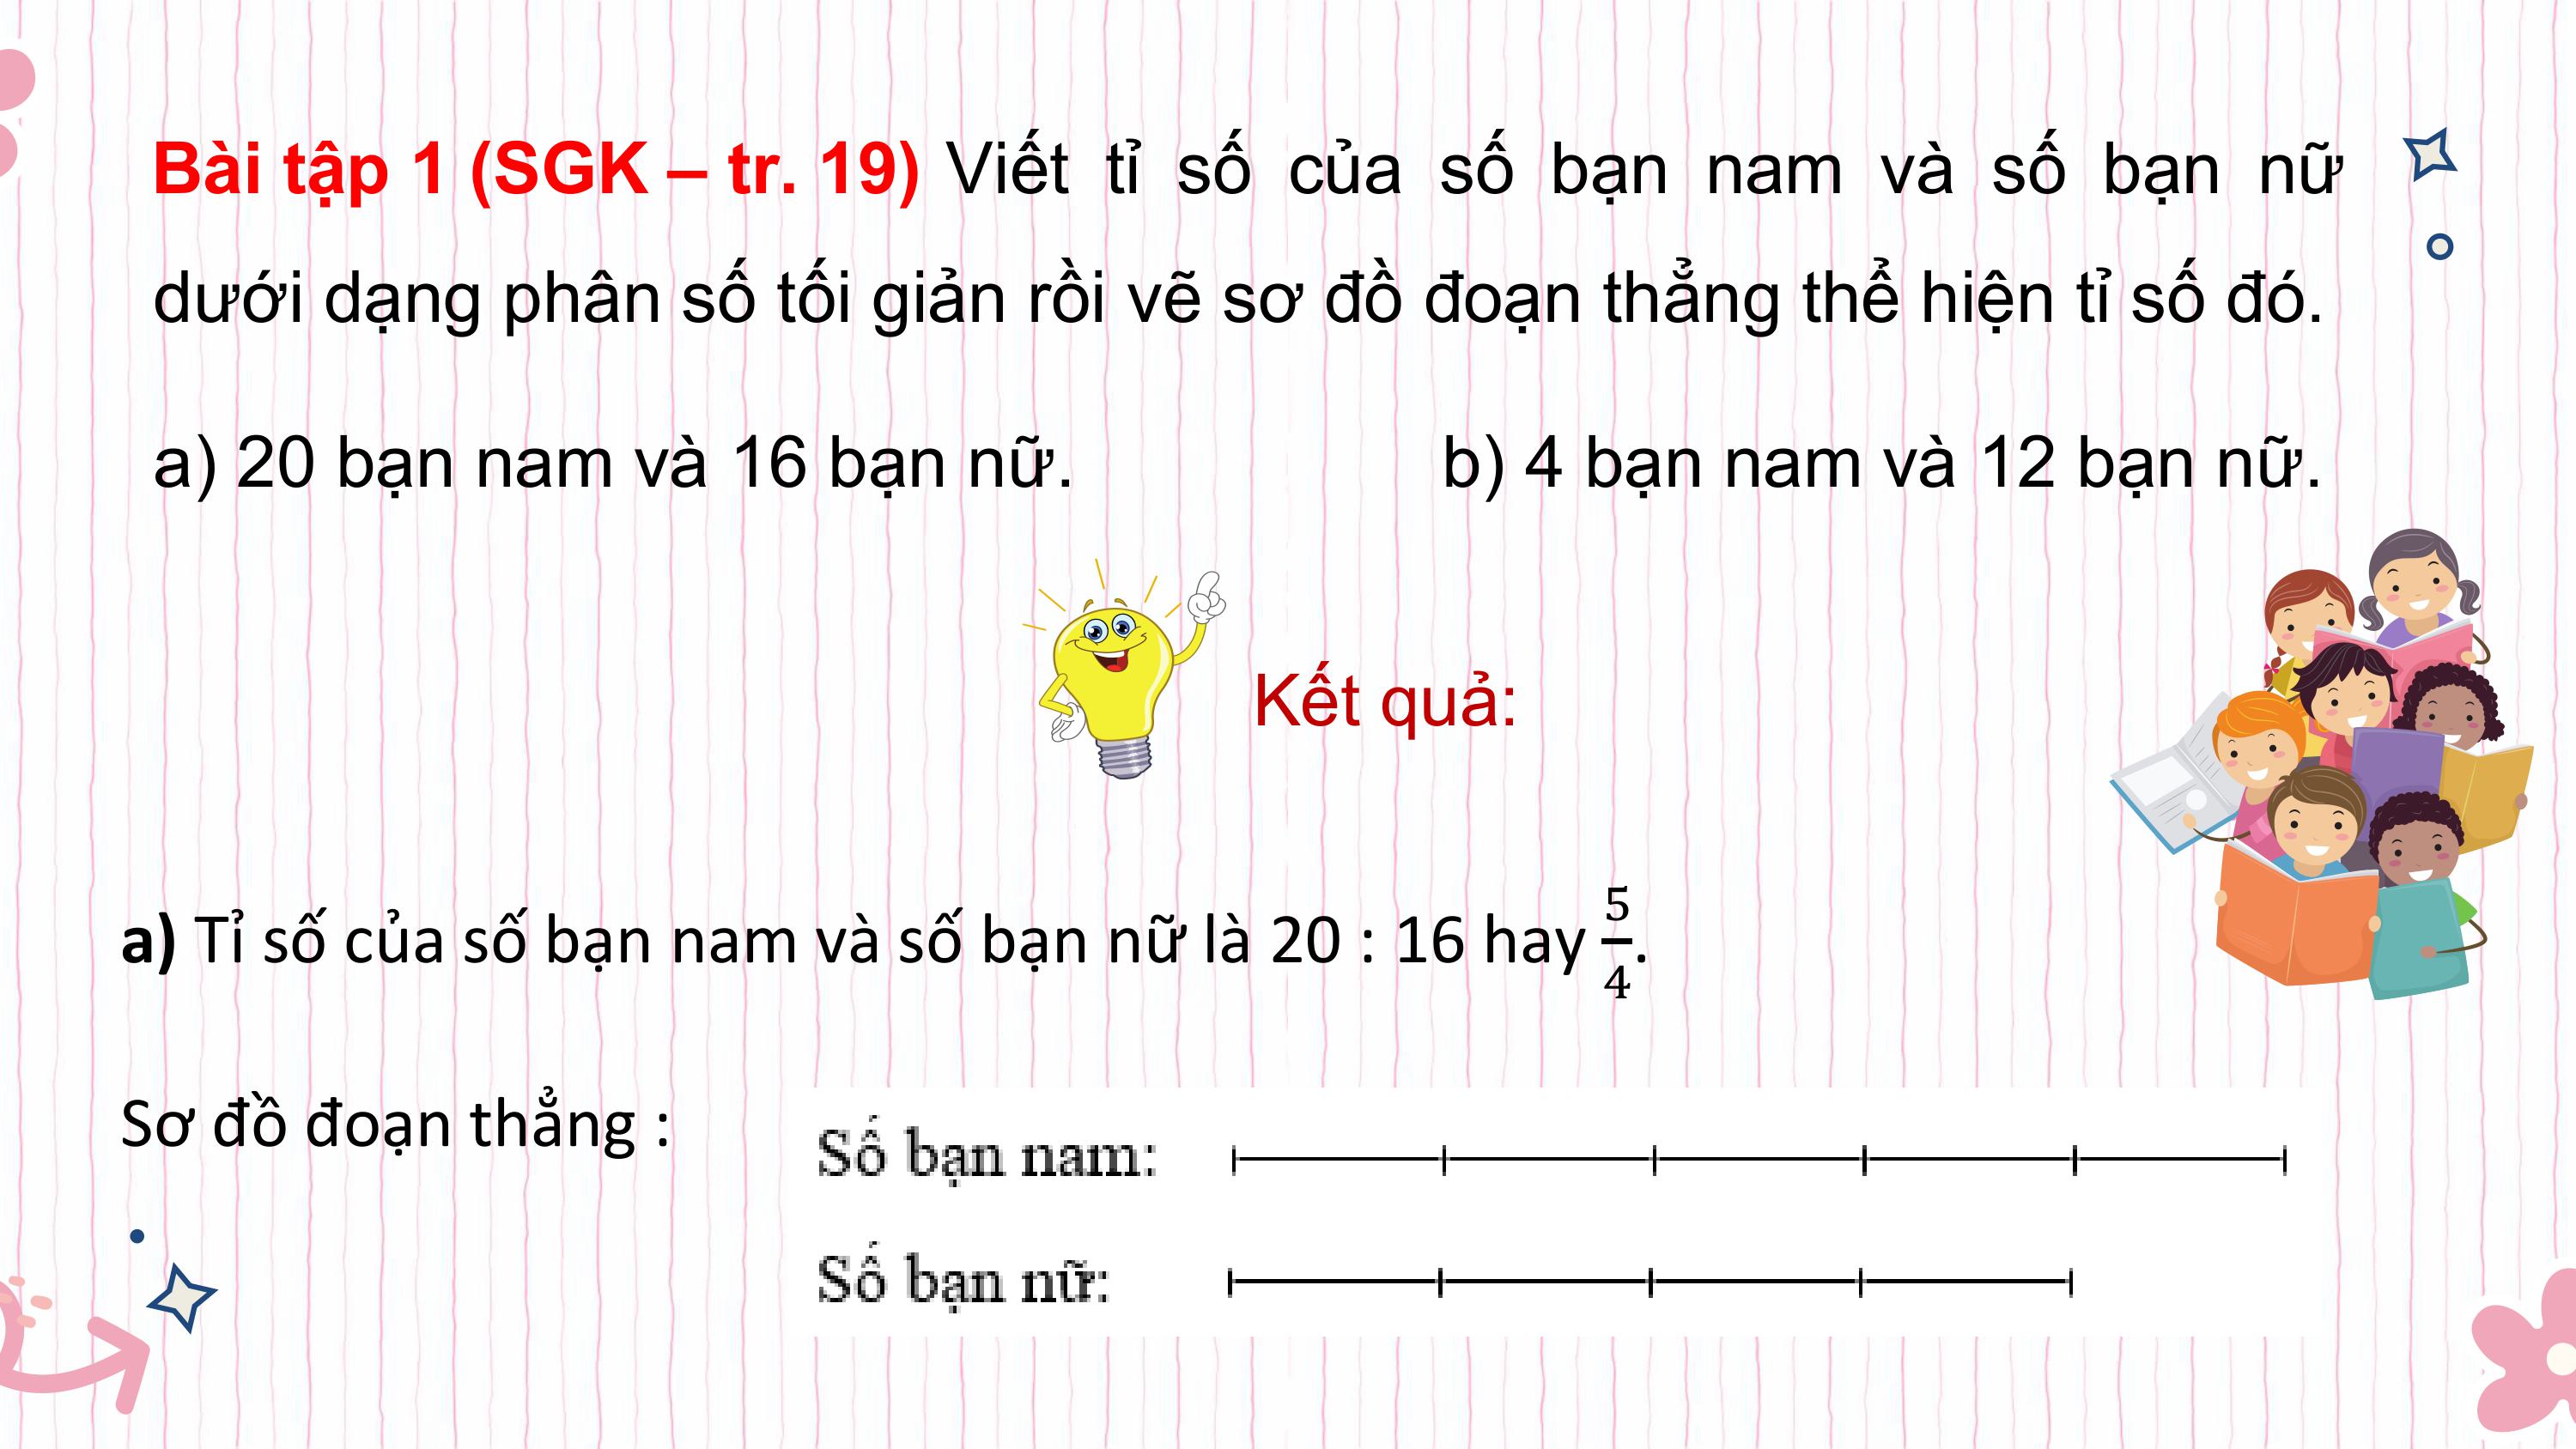 Bài tập 1 (SGK – tr. 19) Viết tỉ số của số bạn nam và số bạn nữ
dưới dạng phân số tối giản rồi vẽ sơ đồ đoạn thẳng thể hiện tỉ số đó.
a) 20 bạn nam và 16 bạn nữ. b) 4 bạn nam và 12 bạn nữ.
Kết quả:
a) Tỉ số của số bạn nam và số bạn nữ là 20 : 16 hay 5/4.
Sơ đồ đoạn thẳng :
Số bạn nam:
Số bạn nữ: